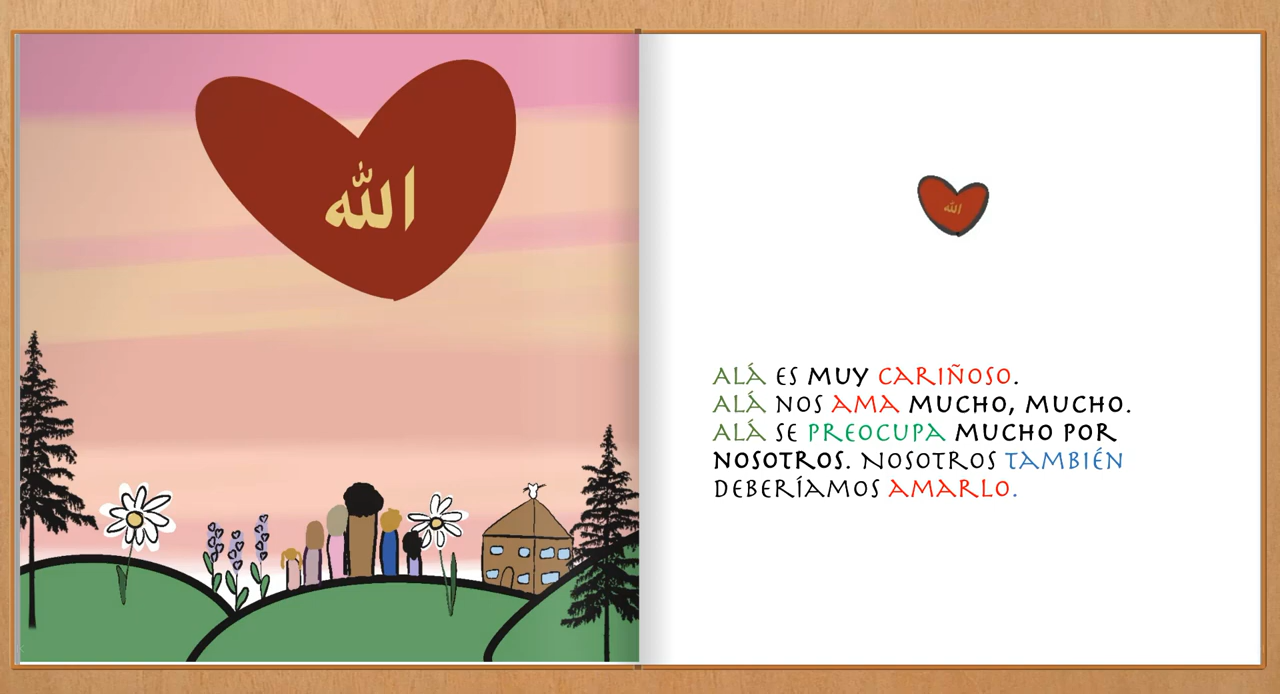 الله
الله
ALÁ ES MUY CARIÑOSO.
ALÁ NOS AMA MUCHO, MUCHO.
ALÁ SE PREOCUPA MUCHO POR
NOSOTROS. NOSOTROS TAMBIÉN
DEBERÍAMOS AMARLO.